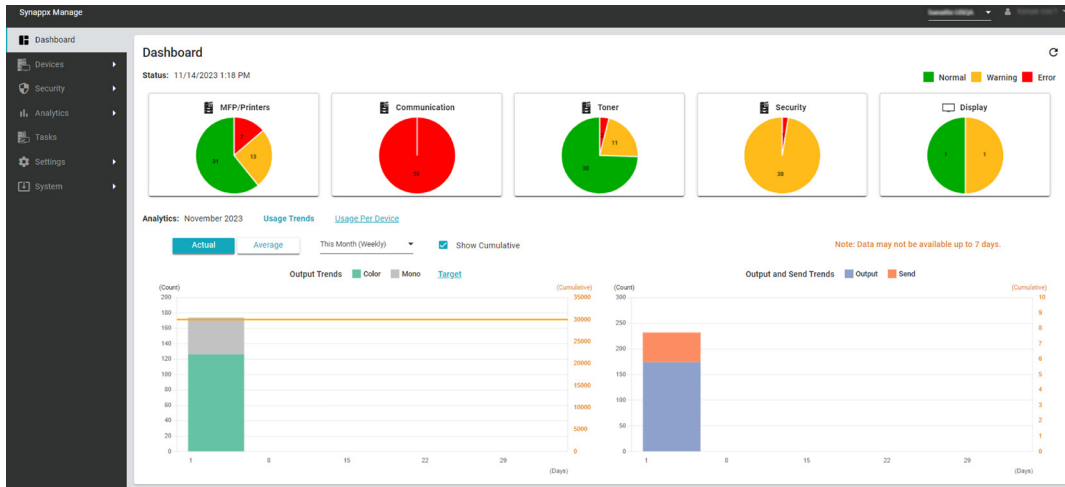 Synappx Manage
Dashboard
Devices
Security
Analytics
Tasks
Settings
System
Dashboard
Status: 11/14/2023 1:18 PM
Normal Warning Error
MFP/Printers
7
13
31
Communication
Toner
11
38
Security
38
Display
1
1
Analytics: November 2023 Usage Trends Usage Per Device
Actual Average This Month (Weekly) Show Cumulative
Note: Data may not be available up to 7 days.
Output Trends Color Mono Target
(Count) (Cumulative)
200 35000
180 30000
160 25000
140 20000
120 15000
100 10000
80 5000
60 0
40
20
0
1 8 15 22 29
(Days)
Output and Send Trends Output Send
(Count) (Cumulative)
300 10
250 9
200 8
150 7
100 6
50 5
0 4
3
2
1
0
1 8 15 22 29
(Days)